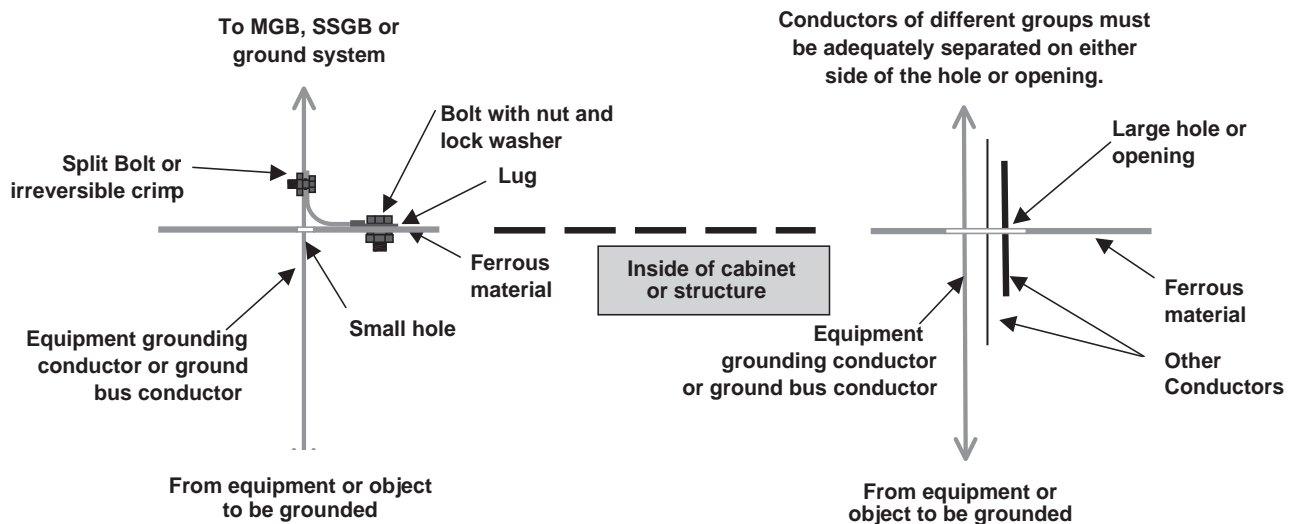 To MGB, SSGB or
ground system
Bolt with nut and
lock washer
Split Bolt or
irreversible crimp
Lug
Ferrous
material
Small hole
Equipment grounding
conductor or ground
bus conductor
From equipment or object
to be grounded
Inside of cabinet
or structure
Conductors of different groups must
be adequately separated on either
side of the hole or opening.
Large hole or
opening
Ferrous
material
Equipment
grounding conductor
or ground bus conductor
Other
Conductors
From equipment or
object to be grounded